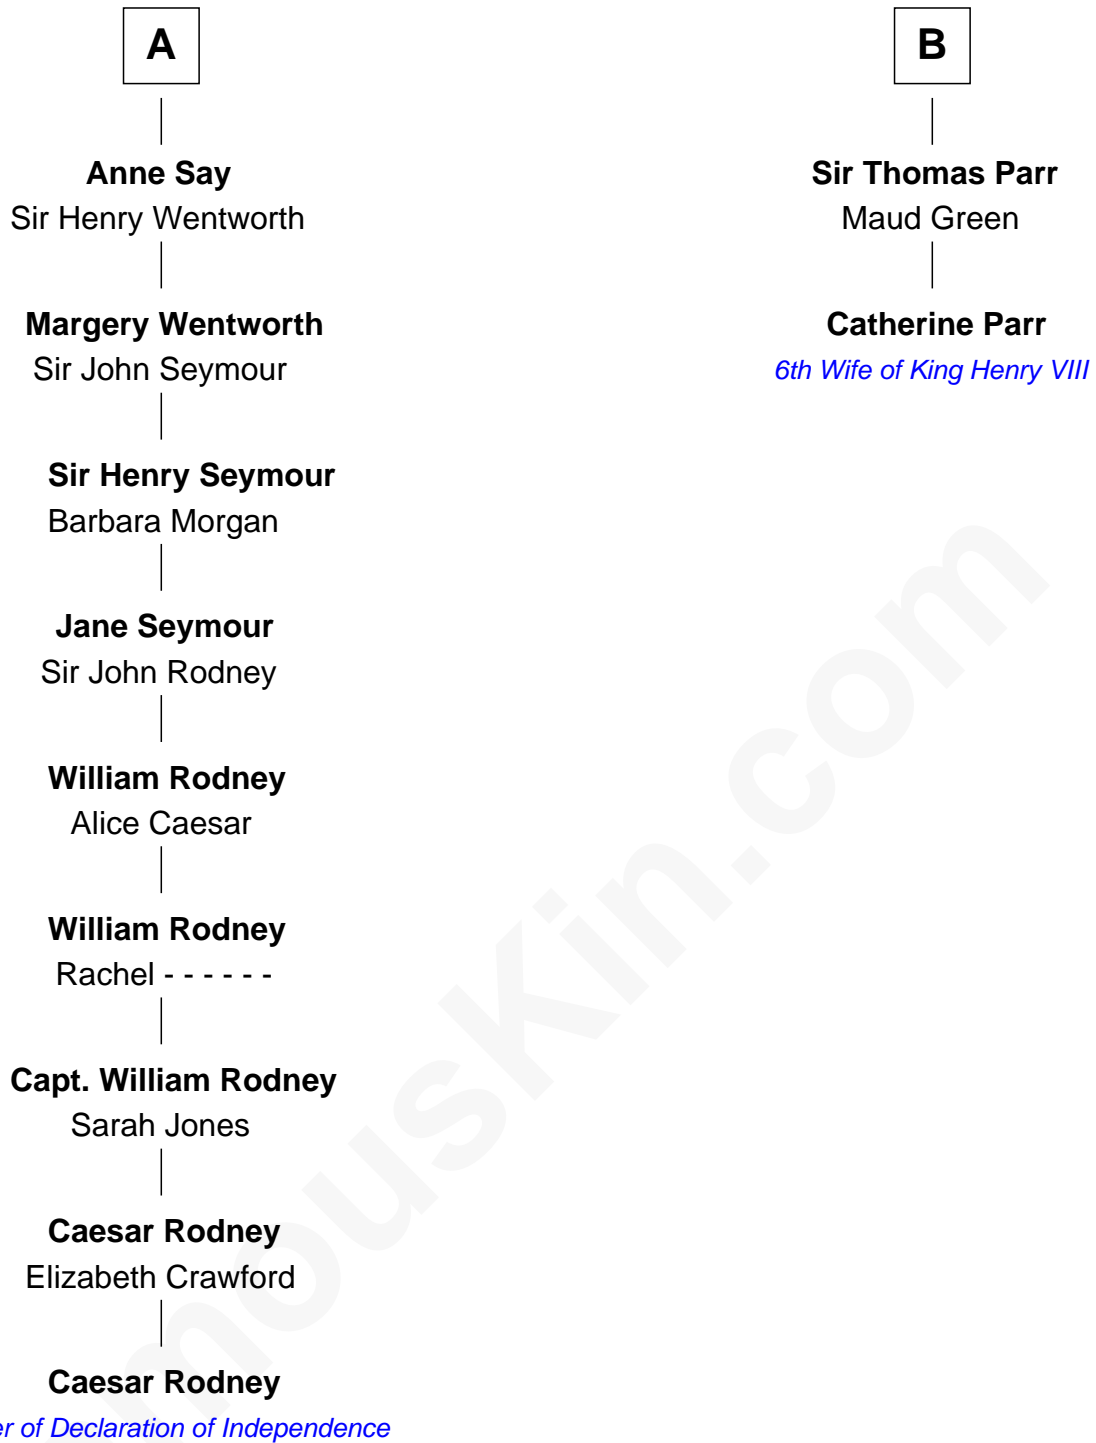 A
Anne Say
Sir Henry Wentworth
Margery Wentworth
Sir John Seymour
Sir Henry Seymour
Barbara Morgan
Jane Seymour
Sir John Rodney
William Rodney
Alice Caesar
William Rodney
Rachel - - - - - -
Capt. William Rodney
Sarah Jones
Caesar Rodney
Elizabeth Crawford
Caesar Rodney
er of Declaration of Independence
B
Sir Thomas Parr
Maud Green
Catherine Parr
6th Wife of King Henry VIII
mouskin.com